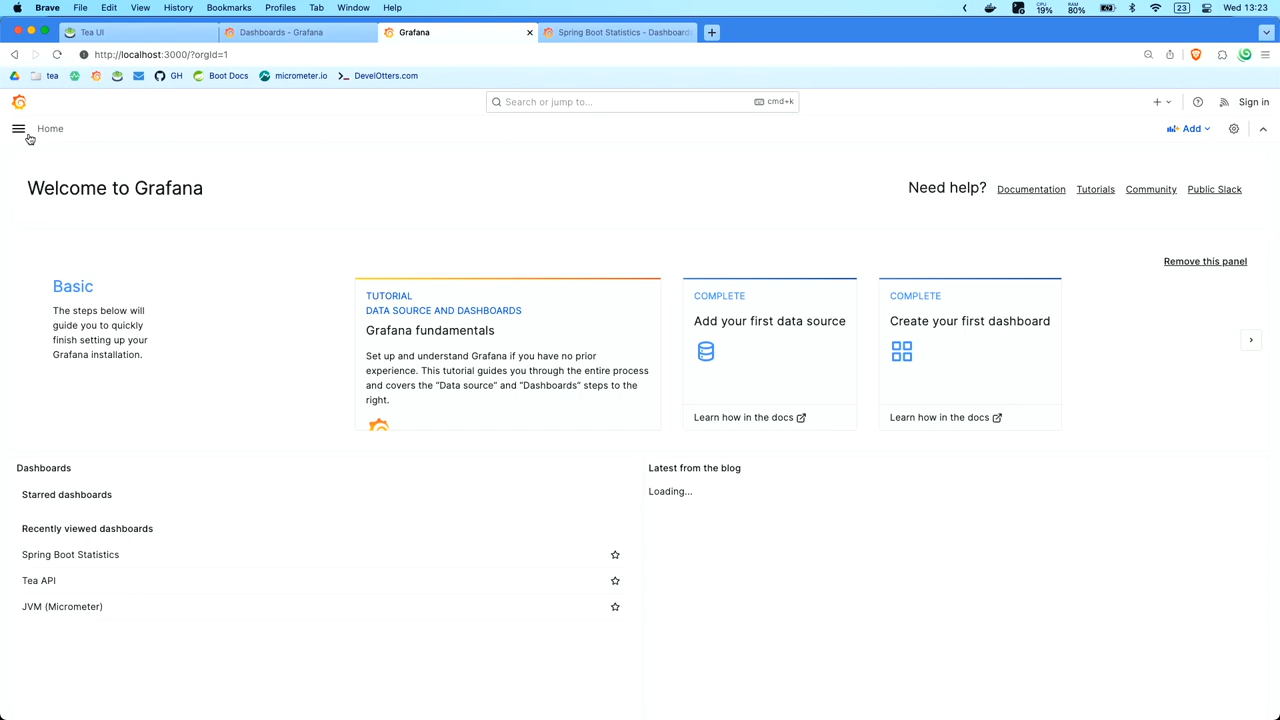 Brave File Edit View History Bookmarks Profiles Tab Window Help CPU 19% RAM 80% 23 Wed 13:23
Tea UI Dashboards - Grafana Grafana Spring Boot Statistics - Dashboards
http://localhost:3000/?orgId=1
tea GH Boot Docs micrometer.io DevelOtters.com
Search or jump to... cmd+k Sign in
Home Add
Welcome to Grafana
Need help? Documentation Tutorials Community Public Slack
Remove this panel
Basic
The steps below will
guide you to quickly
finish setting up your
Grafana installation.
TUTORIAL
DATA SOURCE AND DASHBOARDS
Grafana fundamentals
Set up and understand Grafana if you have no prior
experience. This tutorial guides you through the entire process
and covers the “Data source” and “Dashboards” steps to the
right.
COMPLETE
Add your first data source
Learn how in the docs
COMPLETE
Create your first dashboard
Learn how in the docs
Dashboards
Starred dashboards
Recently viewed dashboards
Spring Boot Statistics
Tea API
JVM (Micrometer)
Latest from the blog
Loading...